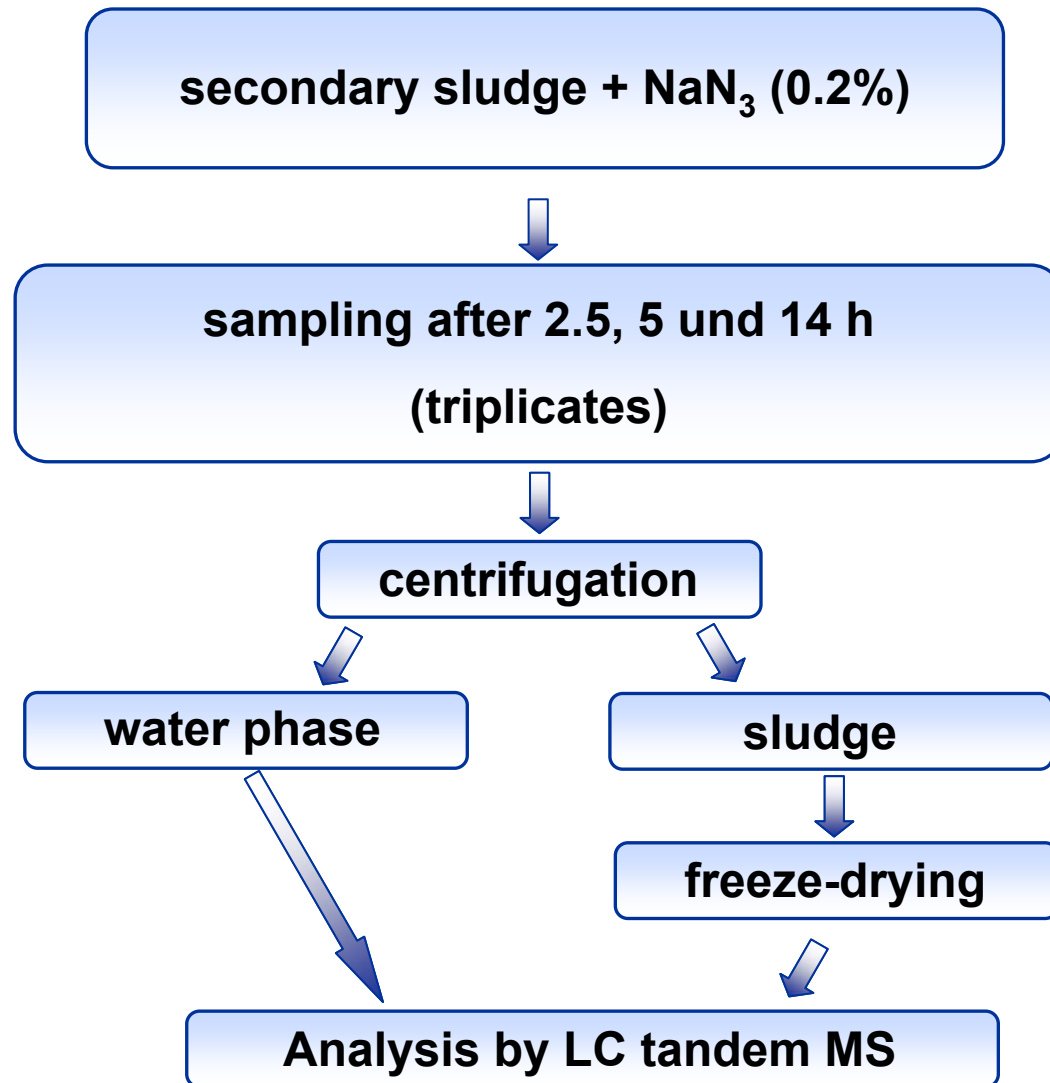 secondary sludge + NaN₃ (0.2%)
sampling after 2.5, 5 und 14 h
(triplicates)
centrifugation
water phase
sludge
freeze-drying
Analysis by LC tandem MS